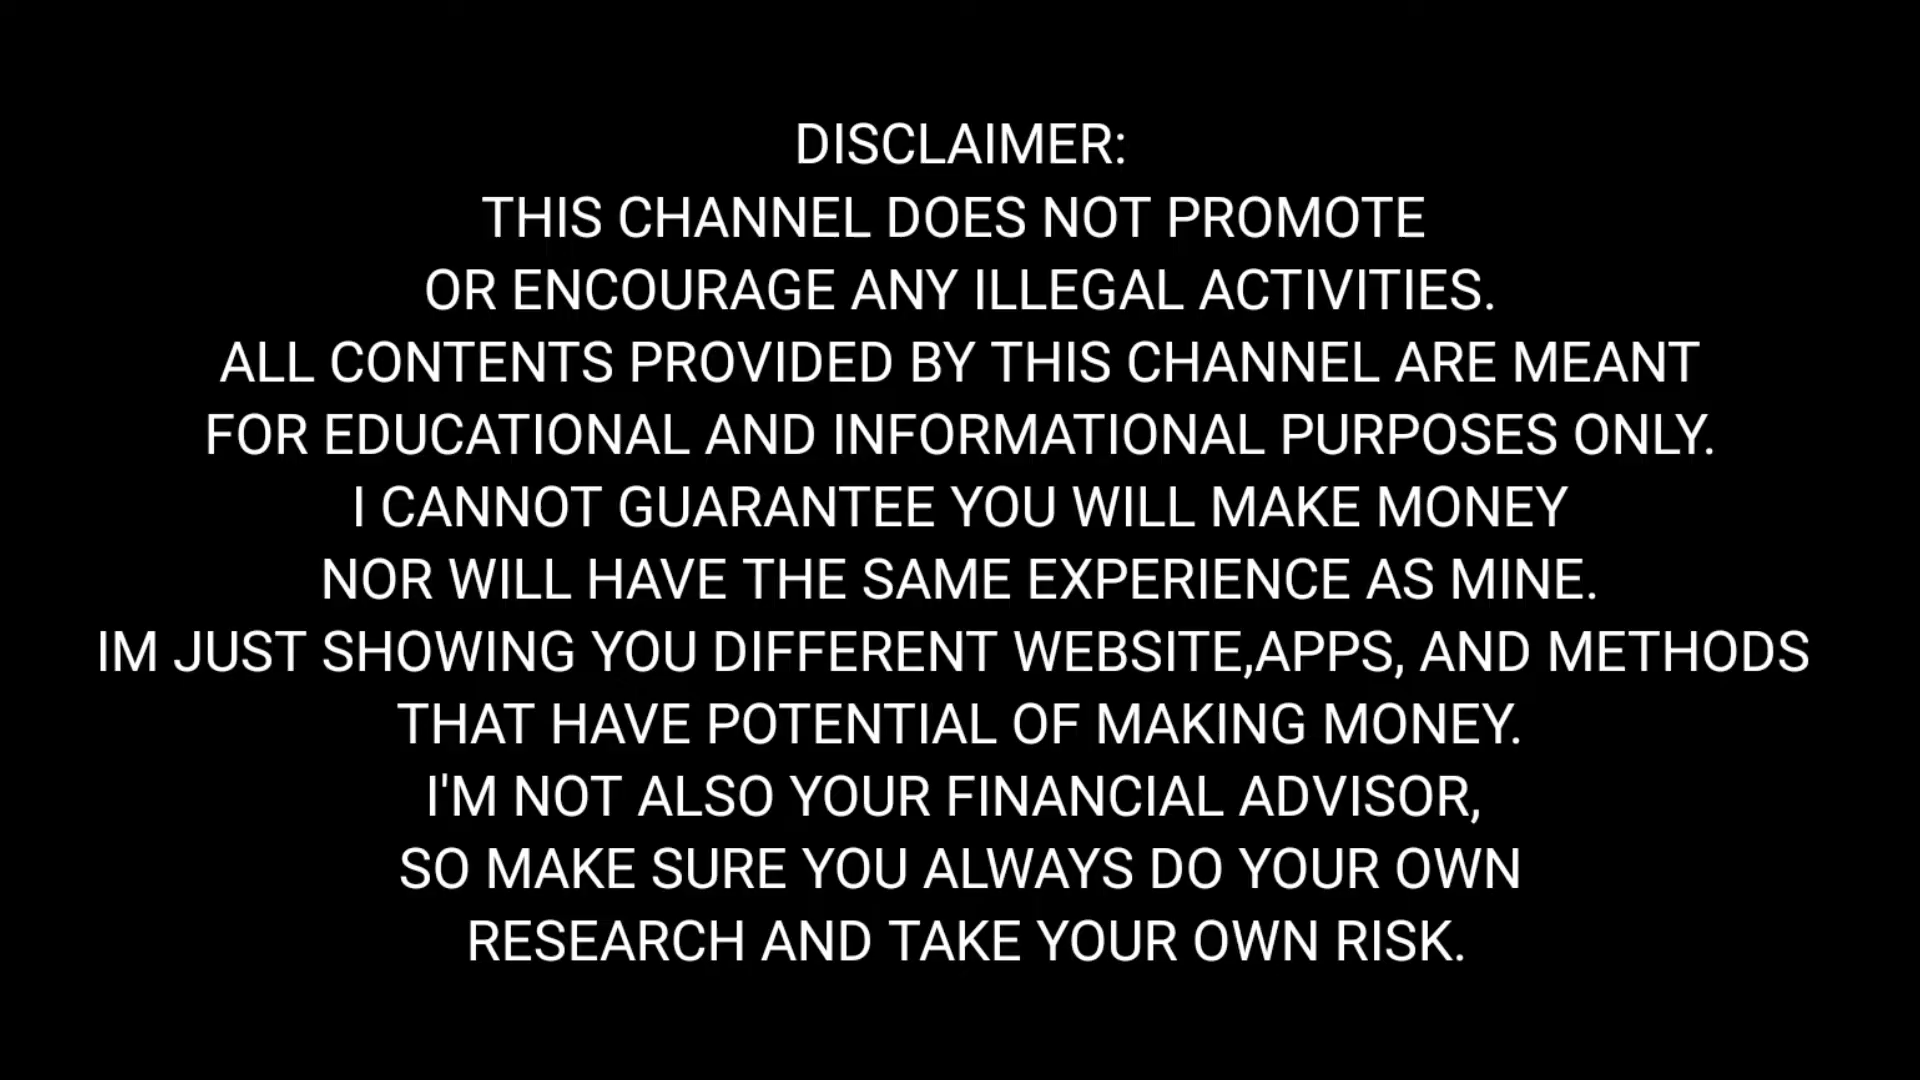 DISCLAIMER:
THIS CHANNEL DOES NOT PROMOTE
OR ENCOURAGE ANY ILLEGAL ACTIVITIES.
ALL CONTENTS PROVIDED BY THIS CHANNEL ARE MEANT
FOR EDUCATIONAL AND INFORMATIONAL PURPOSES ONLY.
I CANNOT GUARANTEE YOU WILL MAKE MONEY
NOR WILL HAVE THE SAME EXPERIENCE AS MINE.
IM JUST SHOWING YOU DIFFERENT WEBSITE,APPS, AND METHODS
THAT HAVE POTENTIAL OF MAKING MONEY.
I'M NOT ALSO YOUR FINANCIAL ADVISOR,
SO MAKE SURE YOU ALWAYS DO YOUR OWN
RESEARCH AND TAKE YOUR OWN RISK.